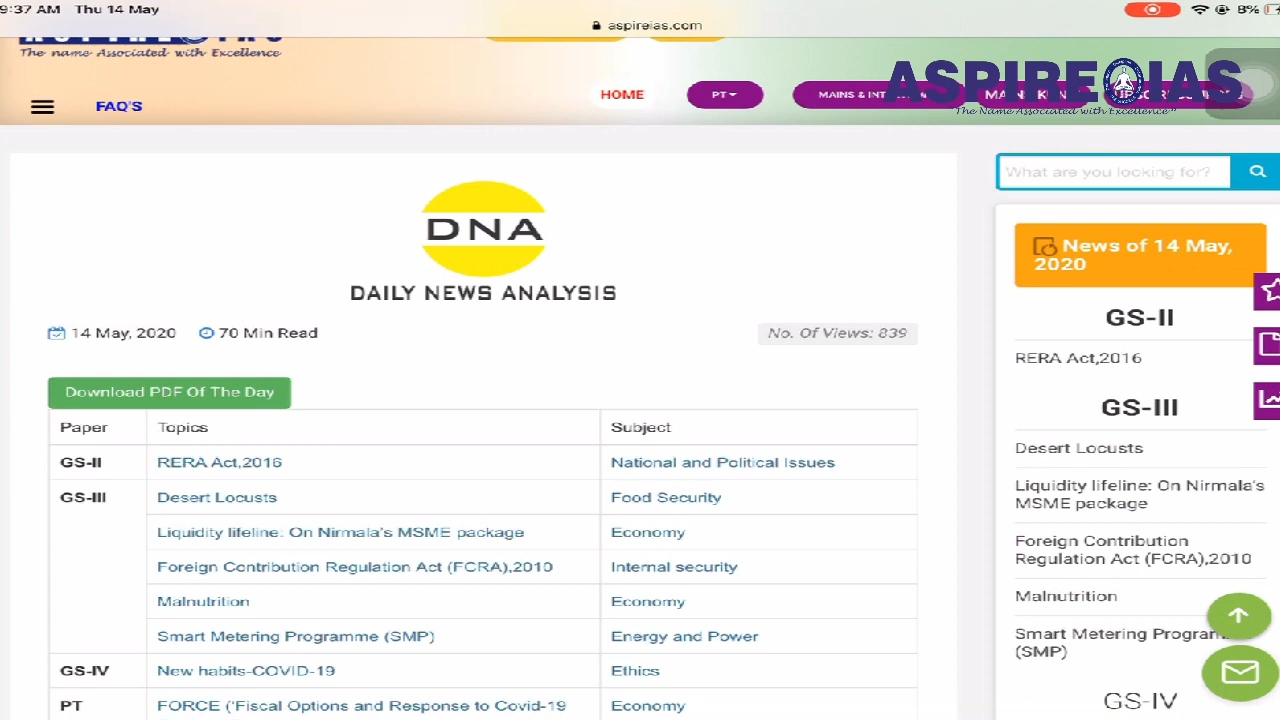 9:37 AM Thu 14 May
8%
aspireias.com
The name Associated with Excellence
ASPIRE IAS
The Name Associated with Excellence
FAQ'S
HOME
PT
MAINS &
What are you looking for?
DNA
DAILY NEWS ANALYSIS
14 May, 2020 70 Min Read
No. Of Views: 839
Download PDF Of The Day
Paper Topics Subject
GS-II RERA Act,2016 National and Political Issues
GS-III Desert Locusts Food Security
Liquidity lifeline: On Nirmala's MSME package Economy
Foreign Contribution Regulation Act (FCRA),2010 Internal security
Malnutrition Economy
Smart Metering Programme (SMP) Energy and Power
GS-IV New habits-COVID-19 Ethics
PT FORCE ('Fiscal Options and Response to Covid-19 Economy
News of 14 May,
2020
GS-II
RERA Act,2016
GS-III
Desert Locusts
Liquidity lifeline: On Nirmala's
MSME package
Foreign Contribution
Regulation Act (FCRA),2010
Malnutrition
Smart Metering
(SMP)
GS-IV